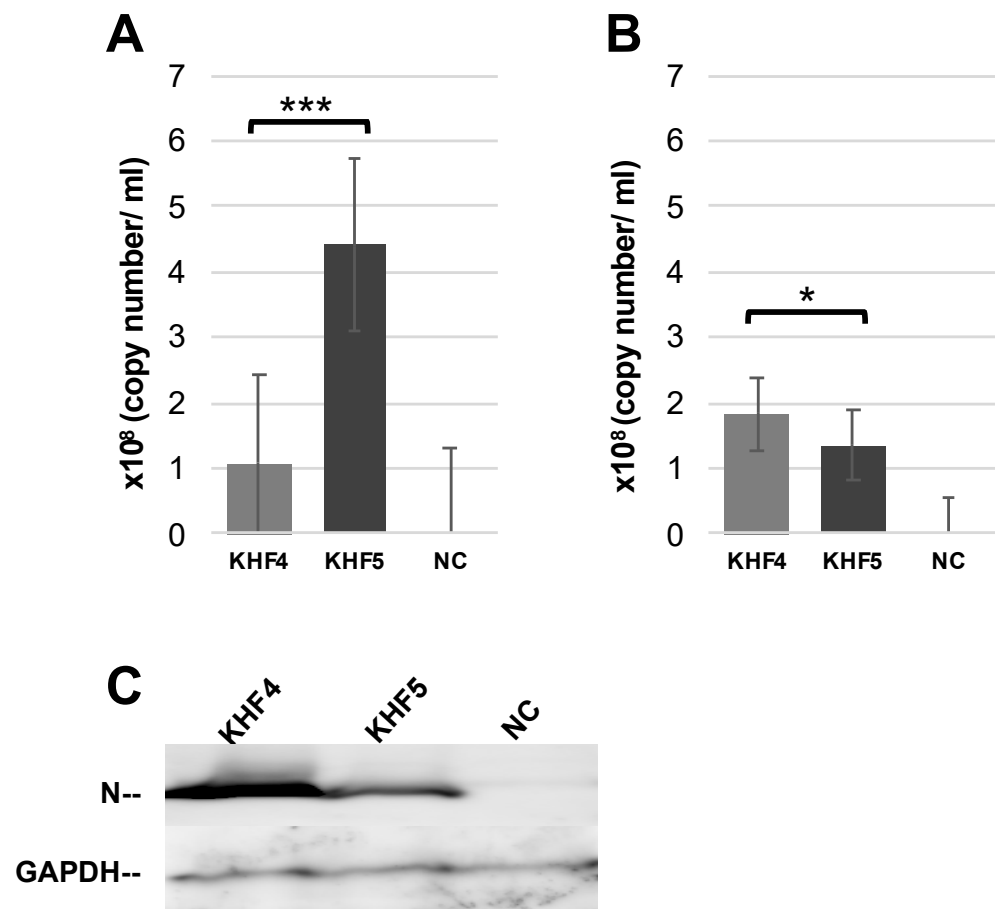 A
x10⁸ (copy number/ ml)
7
6
5
4
3
2
1
0
***
KHF4 KHF5 NC
B
x10⁸ (copy number/ ml)
7
6
5
4
3
2
1
0
*
KHF4 KHF5 NC
C
KHF4 KHF5 NC
N--
GAPDH--